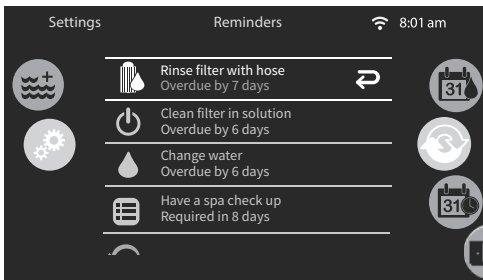 Settings
Reminders
8:01 am
Rinse filter with hose
Overdue by 7 days
31
Clean filter in solution
Overdue by 6 days
Change water
Overdue by 6 days
Have a spa check up
Required in 8 days
31